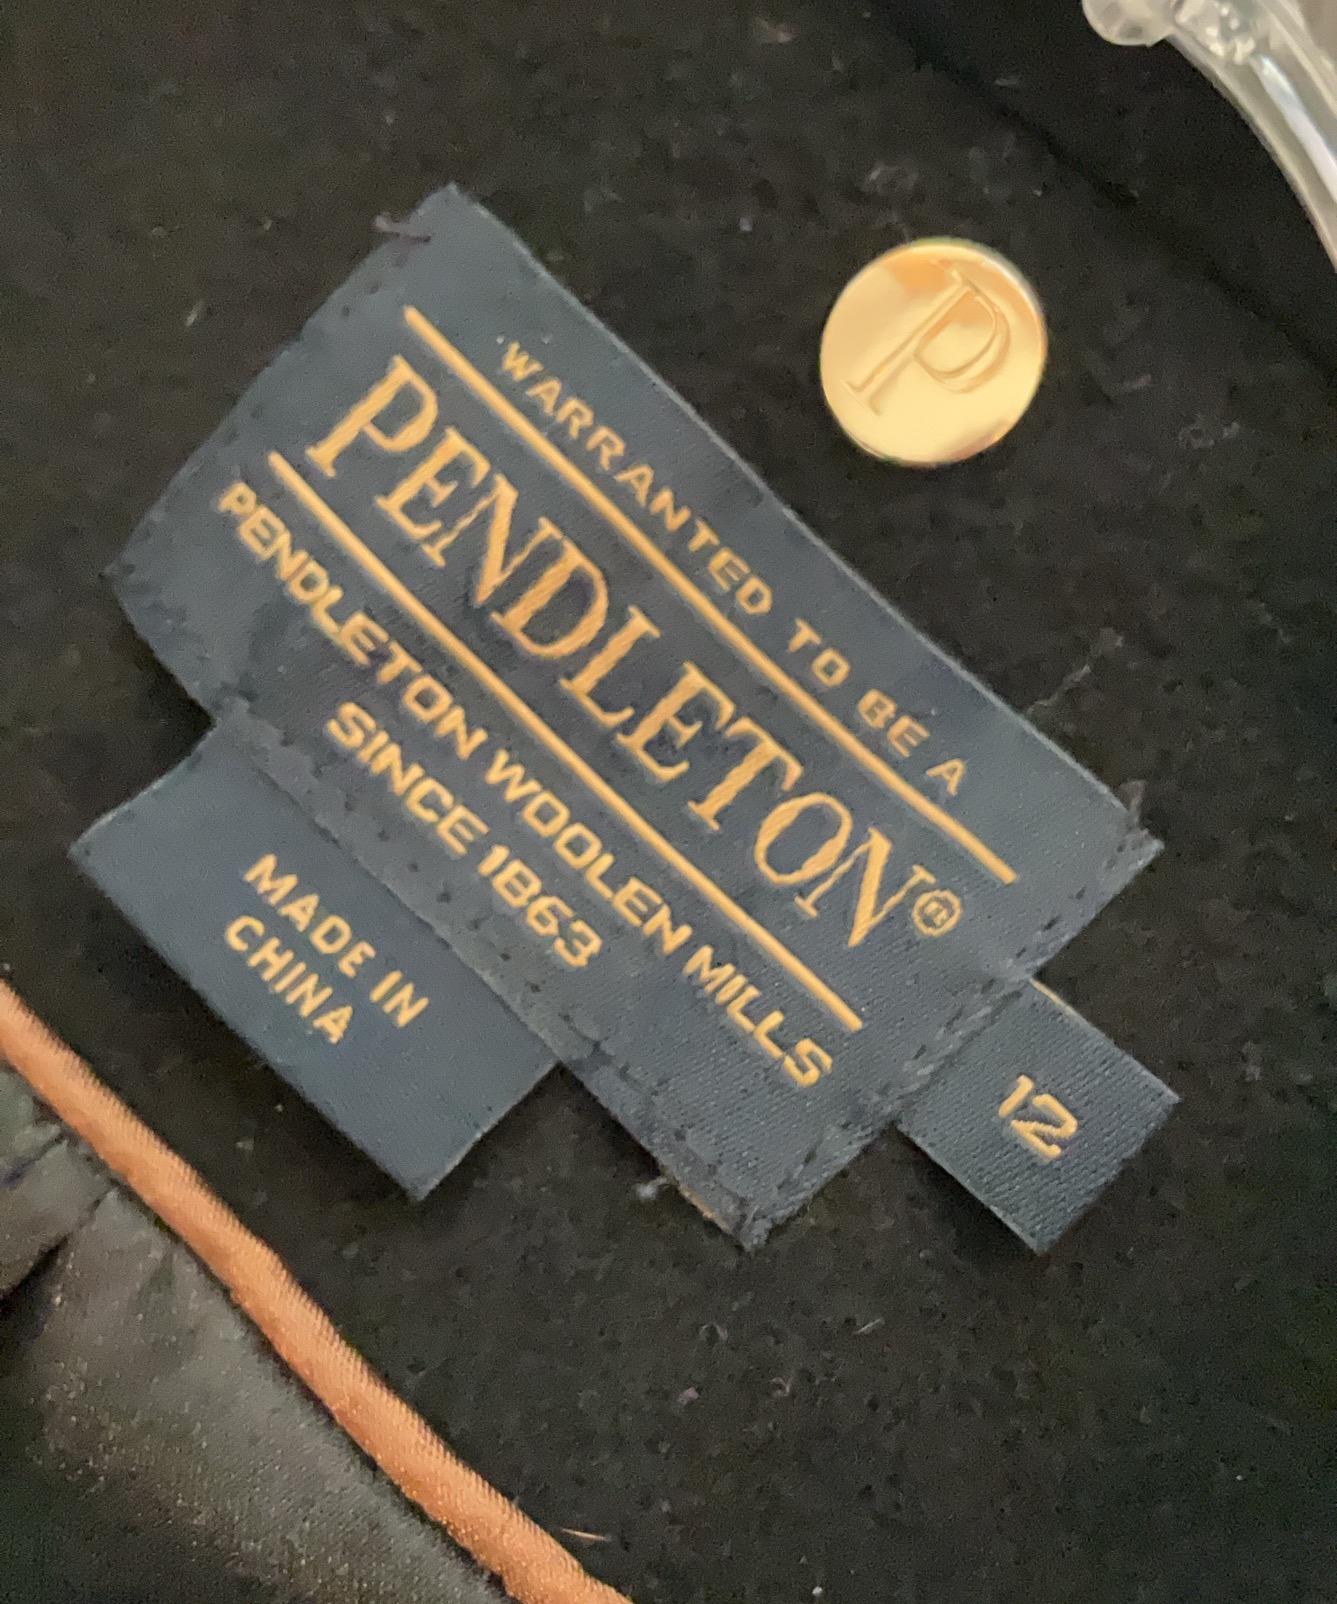 P
WARRANTED TO BE A
PENDLETON®
PENDLETON WOOLEN MILLS
SINCE 1863
MADE IN
CHINA
12